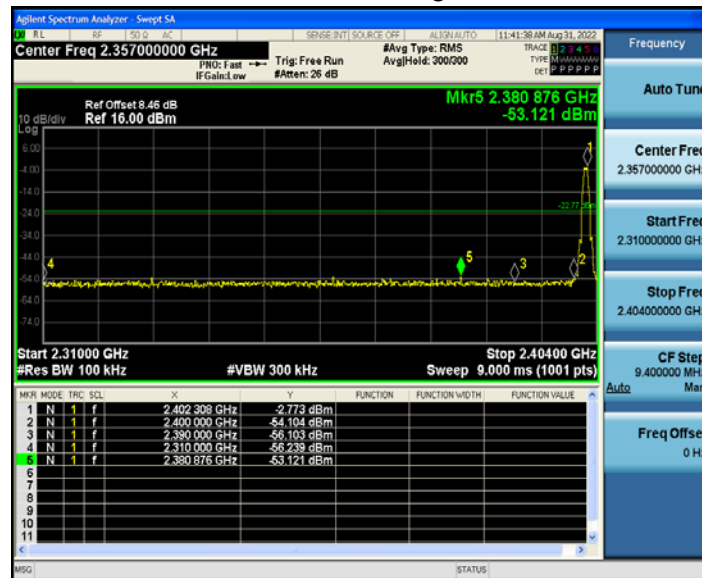 Agilent Spectrum Analyzer - Swept SA
RL RF 50 Ω AC SENSE:INT SOURCE OFF ALIGN AUTO 11:41:38 AM Aug 31, 2022
Center Freq 2.357000000 GHz
PNO: Fast
IFGain:Low
Trig: Free Run
#Atten: 26 dB
#Avg Type: RMS
Avg|Hold: 300/300
TRACE 1 2 3 4 5 6
TYPE M
DET P P P P P P
Ref Offset 8.46 dB
Ref 16.00 dBm
10 dB/div
Log
Mkr5 2.380 876 GHz
-53.121 dBm
6.00
-4.00
-14.0
-24.0
-34.0
-44.0
-54.0
-64.0
-74.0
-22.77 dBm
1
2
3
4
5
Start 2.31000 GHz Stop 2.40400 GHz
#Res BW 100 kHz #VBW 300 kHz Sweep 9.000 ms (1001 pts)
MKR MODE TRC SCL X Y FUNCTION FUNCTION WIDTH FUNCTION VALUE
1 N 1 f 2.402 308 GHz -2.773 dBm
2 N 1 f 2.400 000 GHz -54.104 dBm
3 N 1 f 2.390 000 GHz -56.103 dBm
4 N 1 f 2.310 000 GHz -56.239 dBm
5 N 1 f 2.380 876 GHz -53.121 dBm
6
7
8
9
10
11
MSG STATUS
Frequency
Auto Tune
Center Freq
2.357000000 GHz
Start Freq
2.310000000 GHz
Stop Freq
2.404000000 GHz
CF Step
9.400000 MHz
Auto Man
Freq Offset
0 Hz